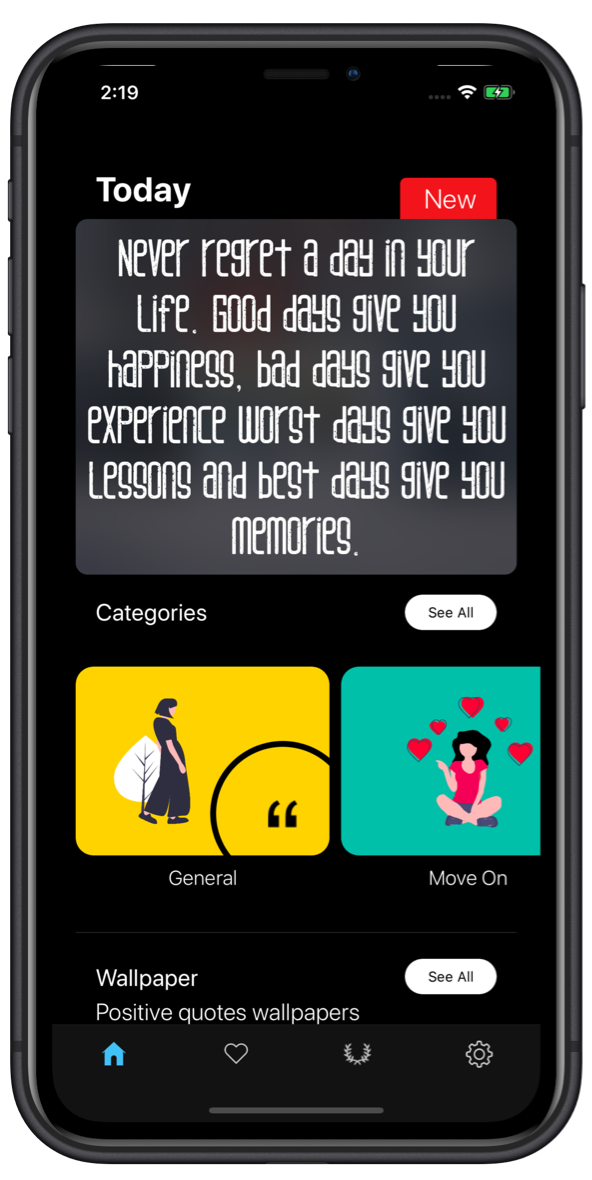 2:19
Today
New
Never regret a day in your
Life. Good days give you
happiness, bad days give you
experience worst days give you
Lessons and best days give you
memories.
Categories
See All
“
General
Move On
Wallpaper
See All
Positive quotes wallpapers